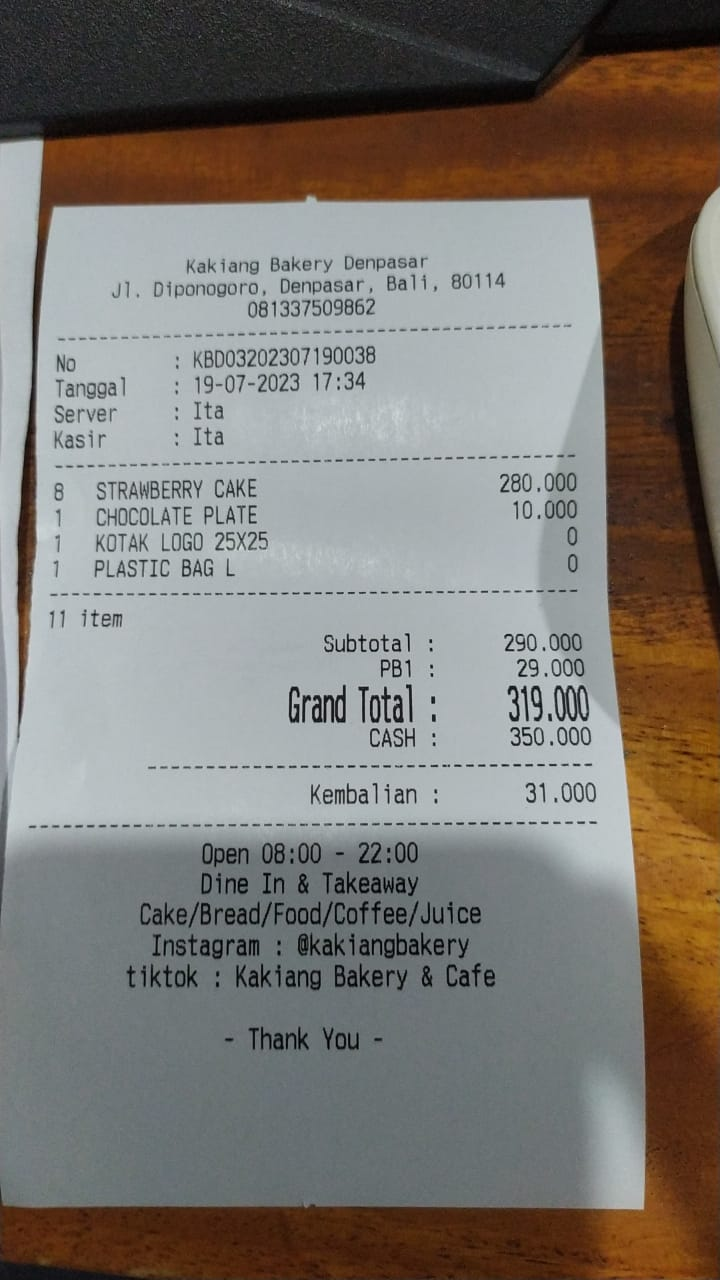 Kakiang Bakery Denpasar
Jl. Diponogoro, Denpasar, Bali, 80114
081337509862
No : KBD03202307190038
Tanggal : 19-07-2023 17:34
Server : Ita
Kasir : Ita
8 STRAWBERRY CAKE 280.000
1 CHOCOLATE PLATE 10.000
1 KOTAK LOGO 25X25 0
1 PLASTIC BAG L 0
11 item
Subtotal : 290.000
PB1 : 29.000
Grand Total : 319.000
CASH : 350.000
Kembalian : 31.000
Open 08:00 - 22:00
Dine In & Takeaway
Cake/Bread/Food/Coffee/Juice
Instagram : @kakiangbakery
tiktok : Kakiang Bakery & Cafe
- Thank You -